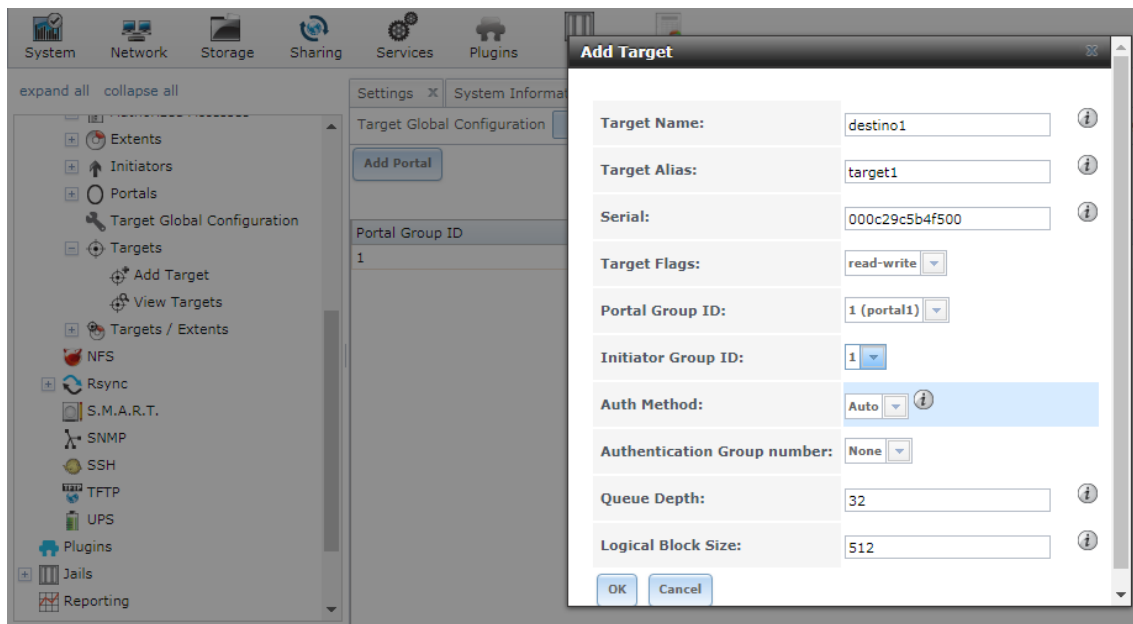 System Network Storage Sharing Services Plugins
expand all collapse all
Extents
Initiators
Portals
Target Global Configuration
Targets
Add Target
View Targets
Targets / Extents
NFS
Rsync
S.M.A.R.T.
SNMP
SSH
TFTP
UPS
Plugins
Jails
Reporting
Settings X System Informat
Target Global Configuration
Add Portal
Portal Group ID
1
Add Target
Target Name: destino1
Target Alias: target1
Serial: 000c29c5b4f500
Target Flags: read-write
Portal Group ID: 1 (portal1)
Initiator Group ID: 1
Auth Method: Auto
Authentication Group number: None
Queue Depth: 32
Logical Block Size: 512
OK Cancel